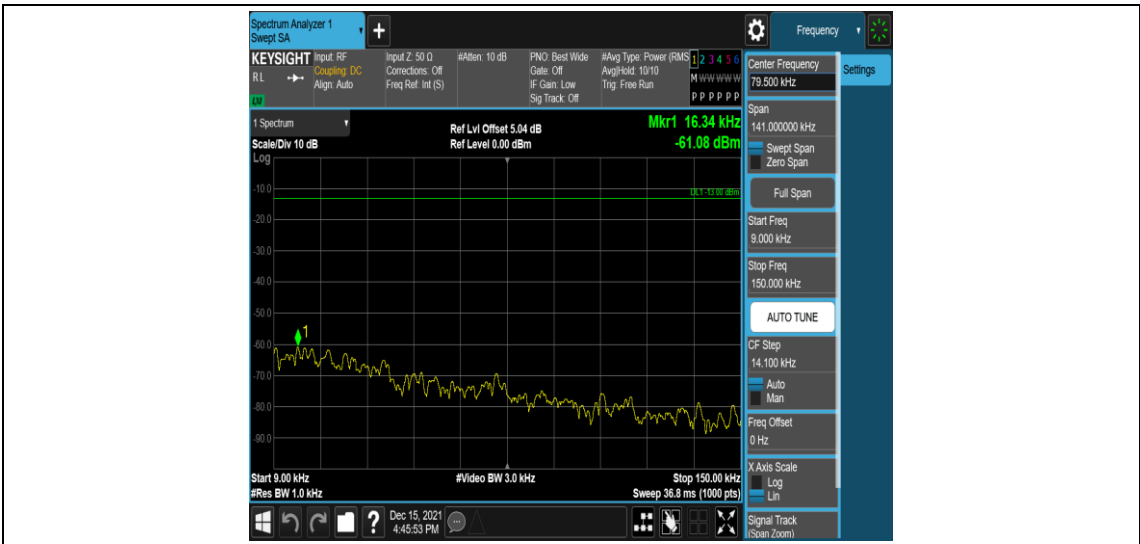 Spectrum Analyzer 1
Swept SA
+
Frequency
KEYSIGHT
RL
LXI
Input: RF
Coupling: DC
Align: Auto
Input Z: 50 Ω
Corrections: Off
Freq Ref: Int (S)
#Atten: 10 dB
PNO: Best Wide
Gate: Off
IF Gain: Low
Sig Track: Off
#Avg Type: Power (RMS
Avg|Hold: 10/10
Trig: Free Run
1 2 3 4 5 6
M W W W W W
P P P P P P
1 Spectrum
Scale/Div 10 dB
Log
Ref Lvl Offset 5.04 dB
Ref Level 0.00 dBm
Mkr1 16.34 kHz
-61.08 dBm
DL1 -13.00 dBm
-10.0
-20.0
-30.0
-40.0
-50.0
-60.0
-70.0
-80.0
-90.0
1
Start 9.00 kHz
#Res BW 1.0 kHz
#Video BW 3.0 kHz
Stop 150.00 kHz
Sweep 36.8 ms (1000 pts)
?
Dec 15, 2021
4:45:53 PM
Center Frequency
79.500 kHz
Settings
Span
141.000000 kHz
Swept Span
Zero Span
Full Span
Start Freq
9.000 kHz
Stop Freq
150.000 kHz
AUTO TUNE
CF Step
14.100 kHz
Auto
Man
Freq Offset
0 Hz
X Axis Scale
Log
Lin
Signal Track
(Span Zoom)